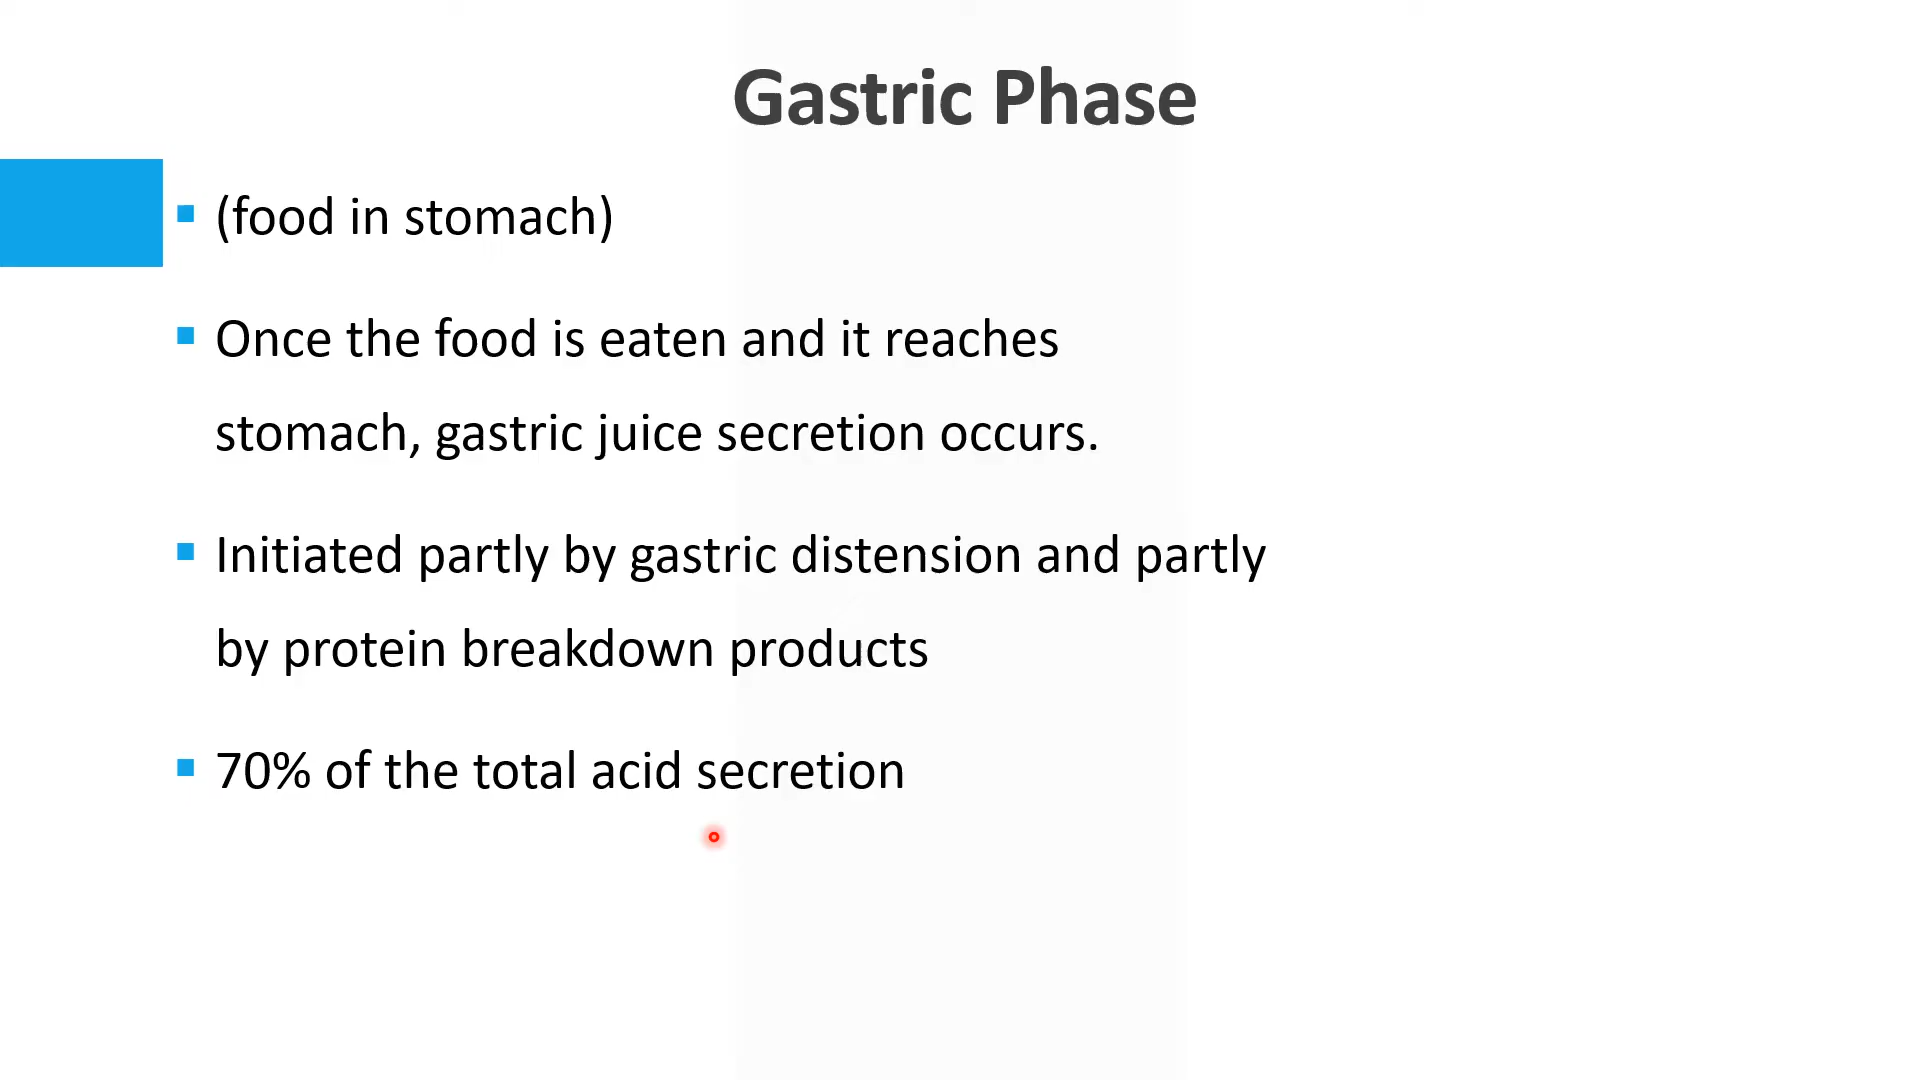 Gastric Phase
(food in stomach)
Once the food is eaten and it reaches
stomach, gastric juice secretion occurs.
Initiated partly by gastric distension and partly
by protein breakdown products
70% of the total acid secretion